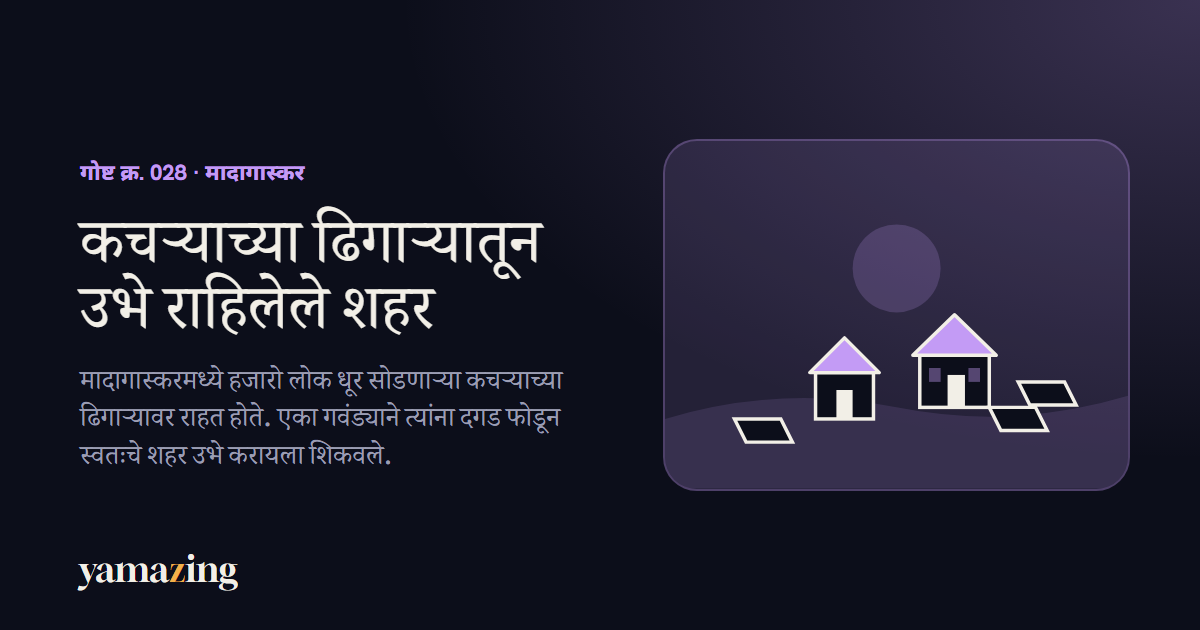 गोष्ट क्र. 028 · मादागास्कर
कचऱ्याच्या ढिगाऱ्यातून
उभे राहिलेले शहर
मादागास्करमध्ये हजारो लोक धूर सोडणाऱ्या कचऱ्याच्या
ढिगाऱ्यावर राहत होते. एका गवंड्याने त्यांना दगड फोडून
स्वतःचे शहर उभे करायला शिकवले.
yamazing